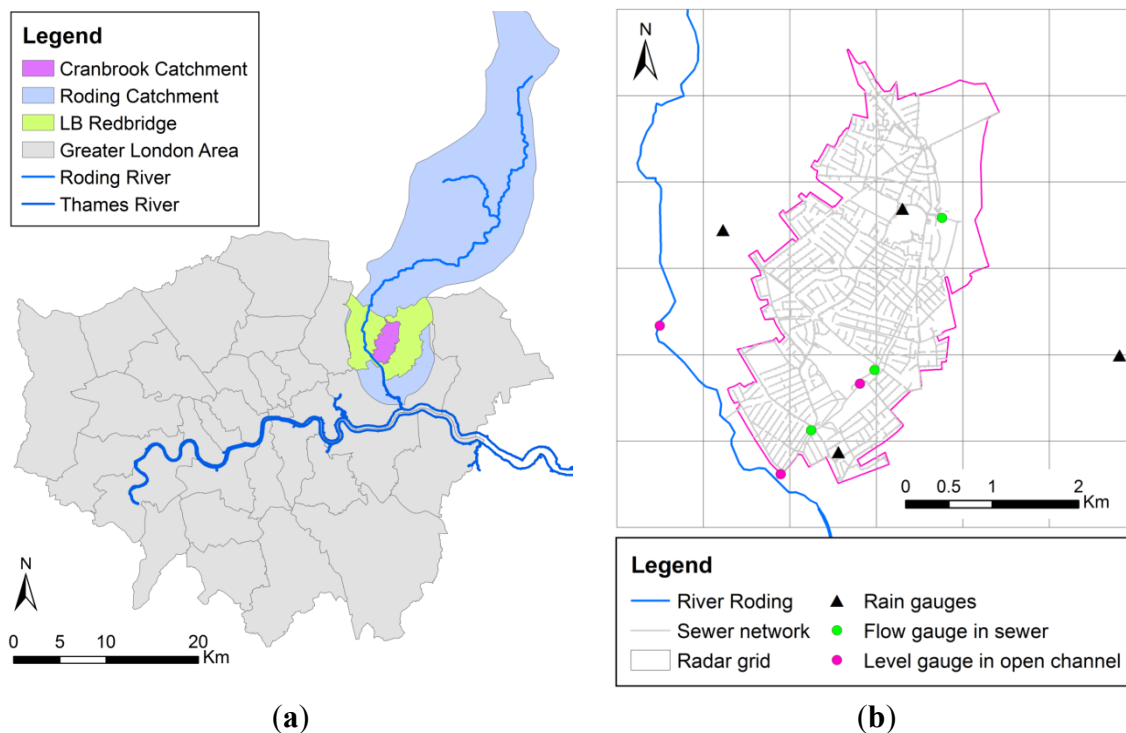 Legend
Cranbrook Catchment
Roding Catchment
LB Redbridge
Greater London Area
Roding River
Thames River
N
0 5 10 20
Km
(a)
N
0 0.5 1 2
Km
Legend
River Roding
Sewer network
Radar grid
Rain gauges
Flow gauge in sewer
Level gauge in open channel
(b)